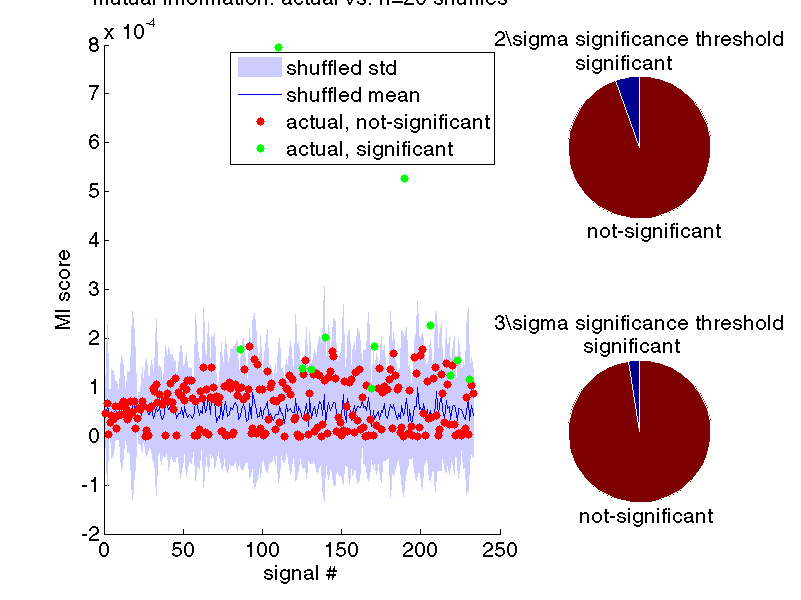 mutual information: actual vs. n=20 shuffles
x 10^-4
8
7
6
5
4
3
2
1
0
-1
-2
MI score
0 50 100 150 200 250
signal #
shuffled std
shuffled mean
actual, not-significant
actual, significant
2\sigma significance threshold
significant
not-significant
3\sigma significance threshold
significant
not-significant